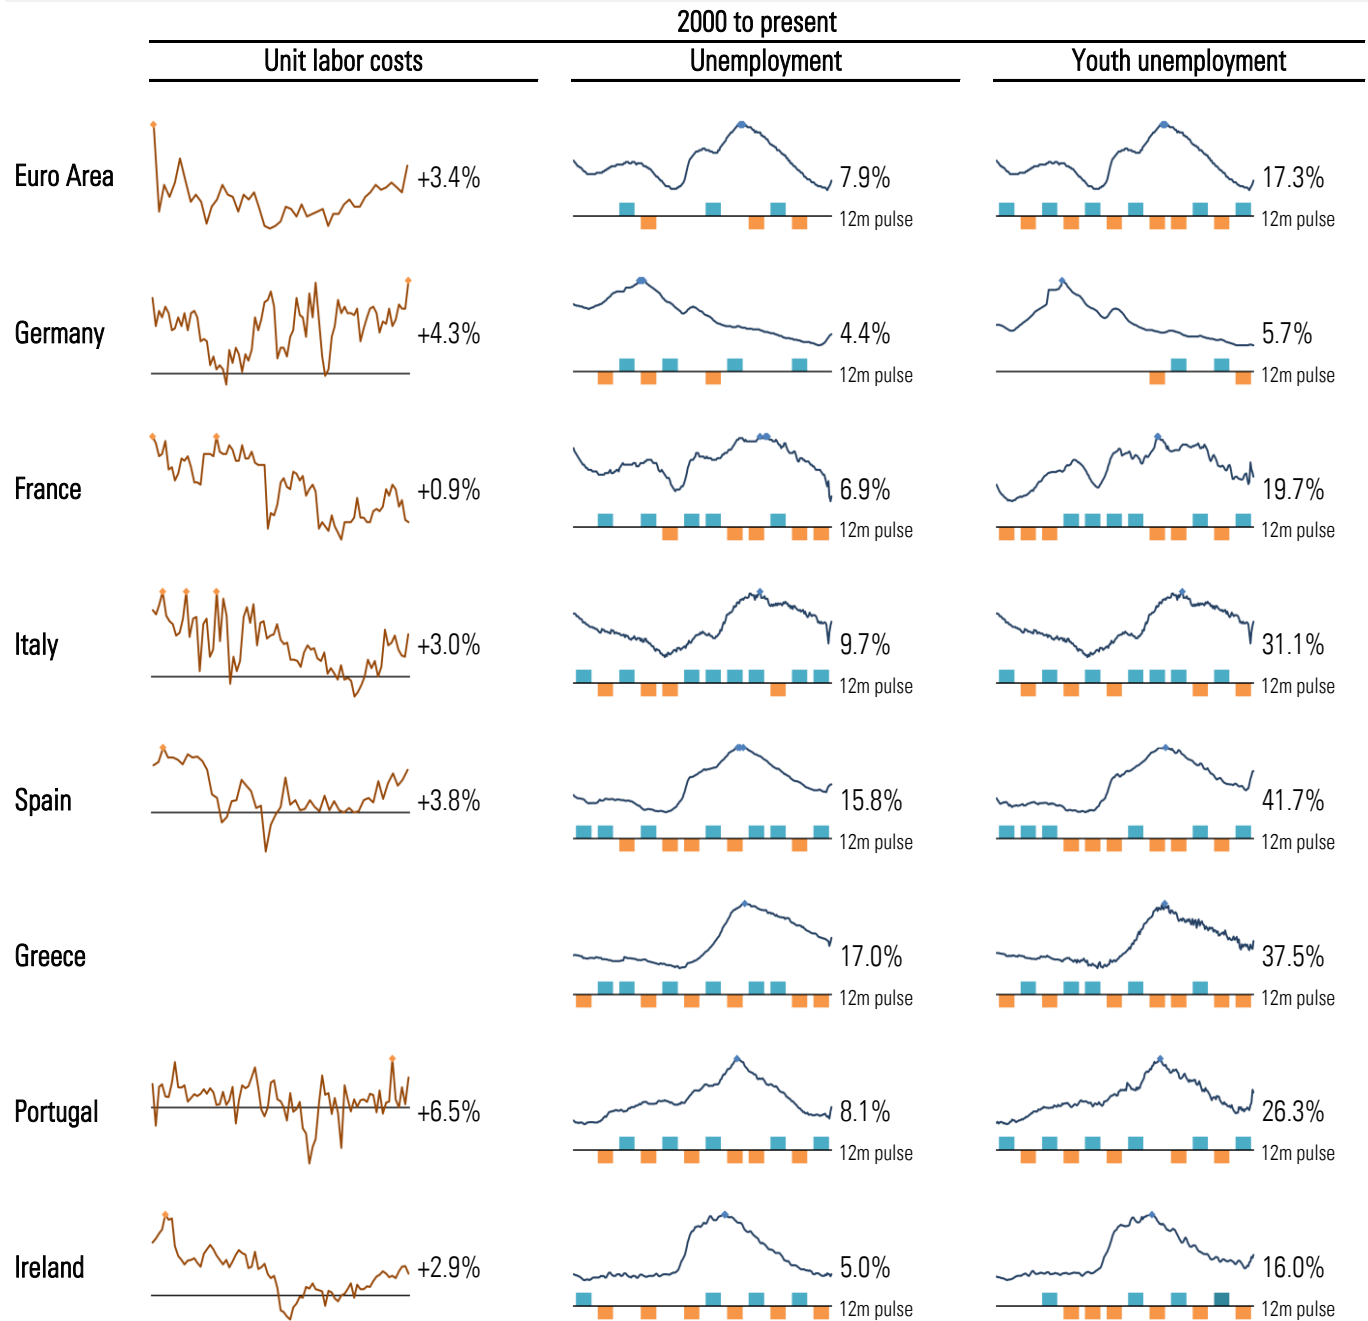 2000 to present
Unit labor costs Unemployment Youth unemployment
Euro Area +3.4% 7.9% 17.3%
12m pulse 12m pulse
Germany +4.3% 4.4% 5.7%
12m pulse 12m pulse
France +0.9% 6.9% 19.7%
12m pulse 12m pulse
Italy +3.0% 9.7% 31.1%
12m pulse 12m pulse
Spain +3.8% 15.8% 41.7%
12m pulse 12m pulse
Greece 17.0% 37.5%
12m pulse 12m pulse
Portugal +6.5% 8.1% 26.3%
12m pulse 12m pulse
Ireland +2.9% 5.0% 16.0%
12m pulse 12m pulse